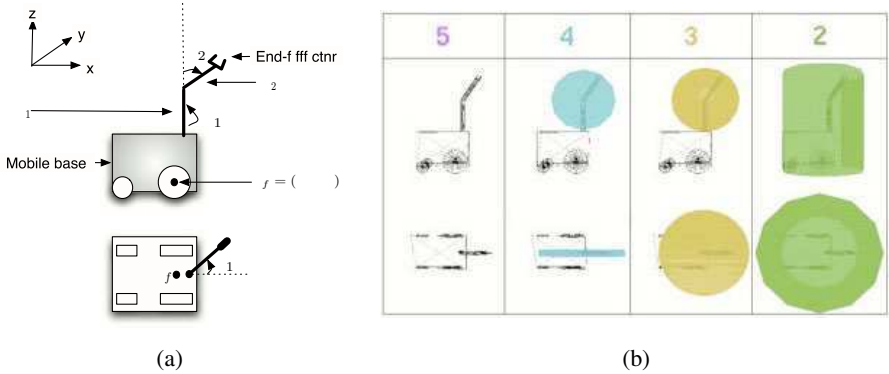 z
y
x
2
End-f fff ctnr
2
1
1
Mobile base
f = ( )
f
1
(a)
5 4 3 2
(b)